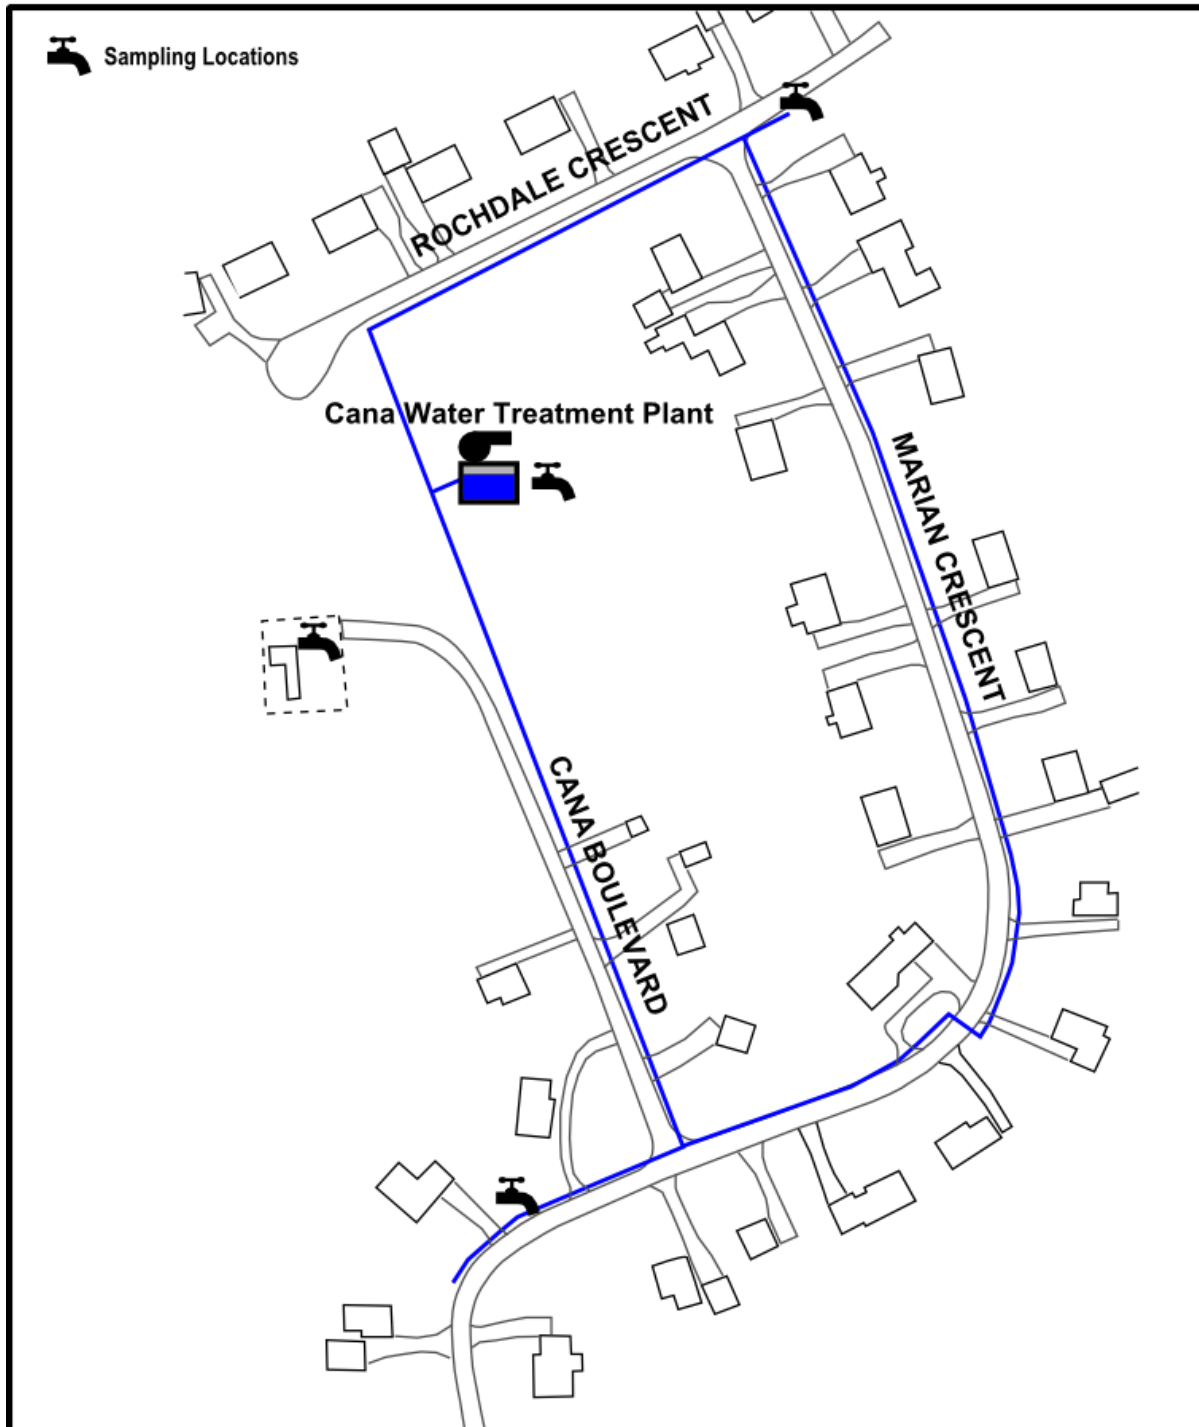 Sampling Locations
ROCHDALE CRESCENT
Cana Water Treatment Plant
MARIAN CRESCENT
CANA BOULEVARD